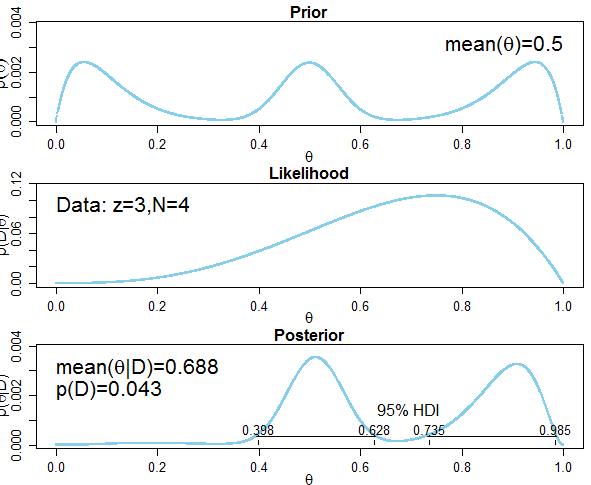 Prior
mean(θ)=0.5
p(θ)
0.000 0.002 0.004
0.0 0.2 0.4 0.6 0.8 1.0
θ
Likelihood
Data: z=3,N=4
p(D|θ)
0.00 0.06 0.12
0.0 0.2 0.4 0.6 0.8 1.0
θ
Posterior
mean(θ|D)=0.688
p(D)=0.043
p(θ|D)
0.000 0.002 0.004
95% HDI
0.398 0.628 0.735 0.985
0.0 0.2 0.4 0.6 0.8 1.0
θ